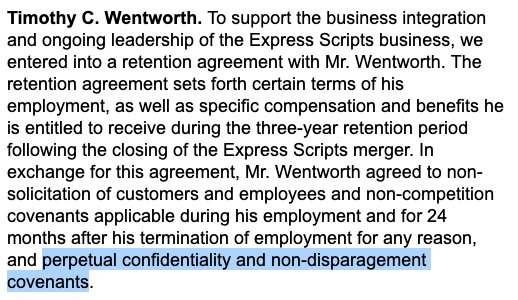 Timothy C. Wentworth. To support the business integration
and ongoing leadership of the Express Scripts business, we
entered into a retention agreement with Mr. Wentworth. The
retention agreement sets forth certain terms of his
employment, as well as specific compensation and benefits he
is entitled to receive during the three-year retention period
following the closing of the Express Scripts merger. In
exchange for this agreement, Mr. Wentworth agreed to non-
solicitation of customers and employees and non-competition
covenants applicable during his employment and for 24
months after his termination of employment for any reason,
and perpetual confidentiality and non-disparagement
covenants.